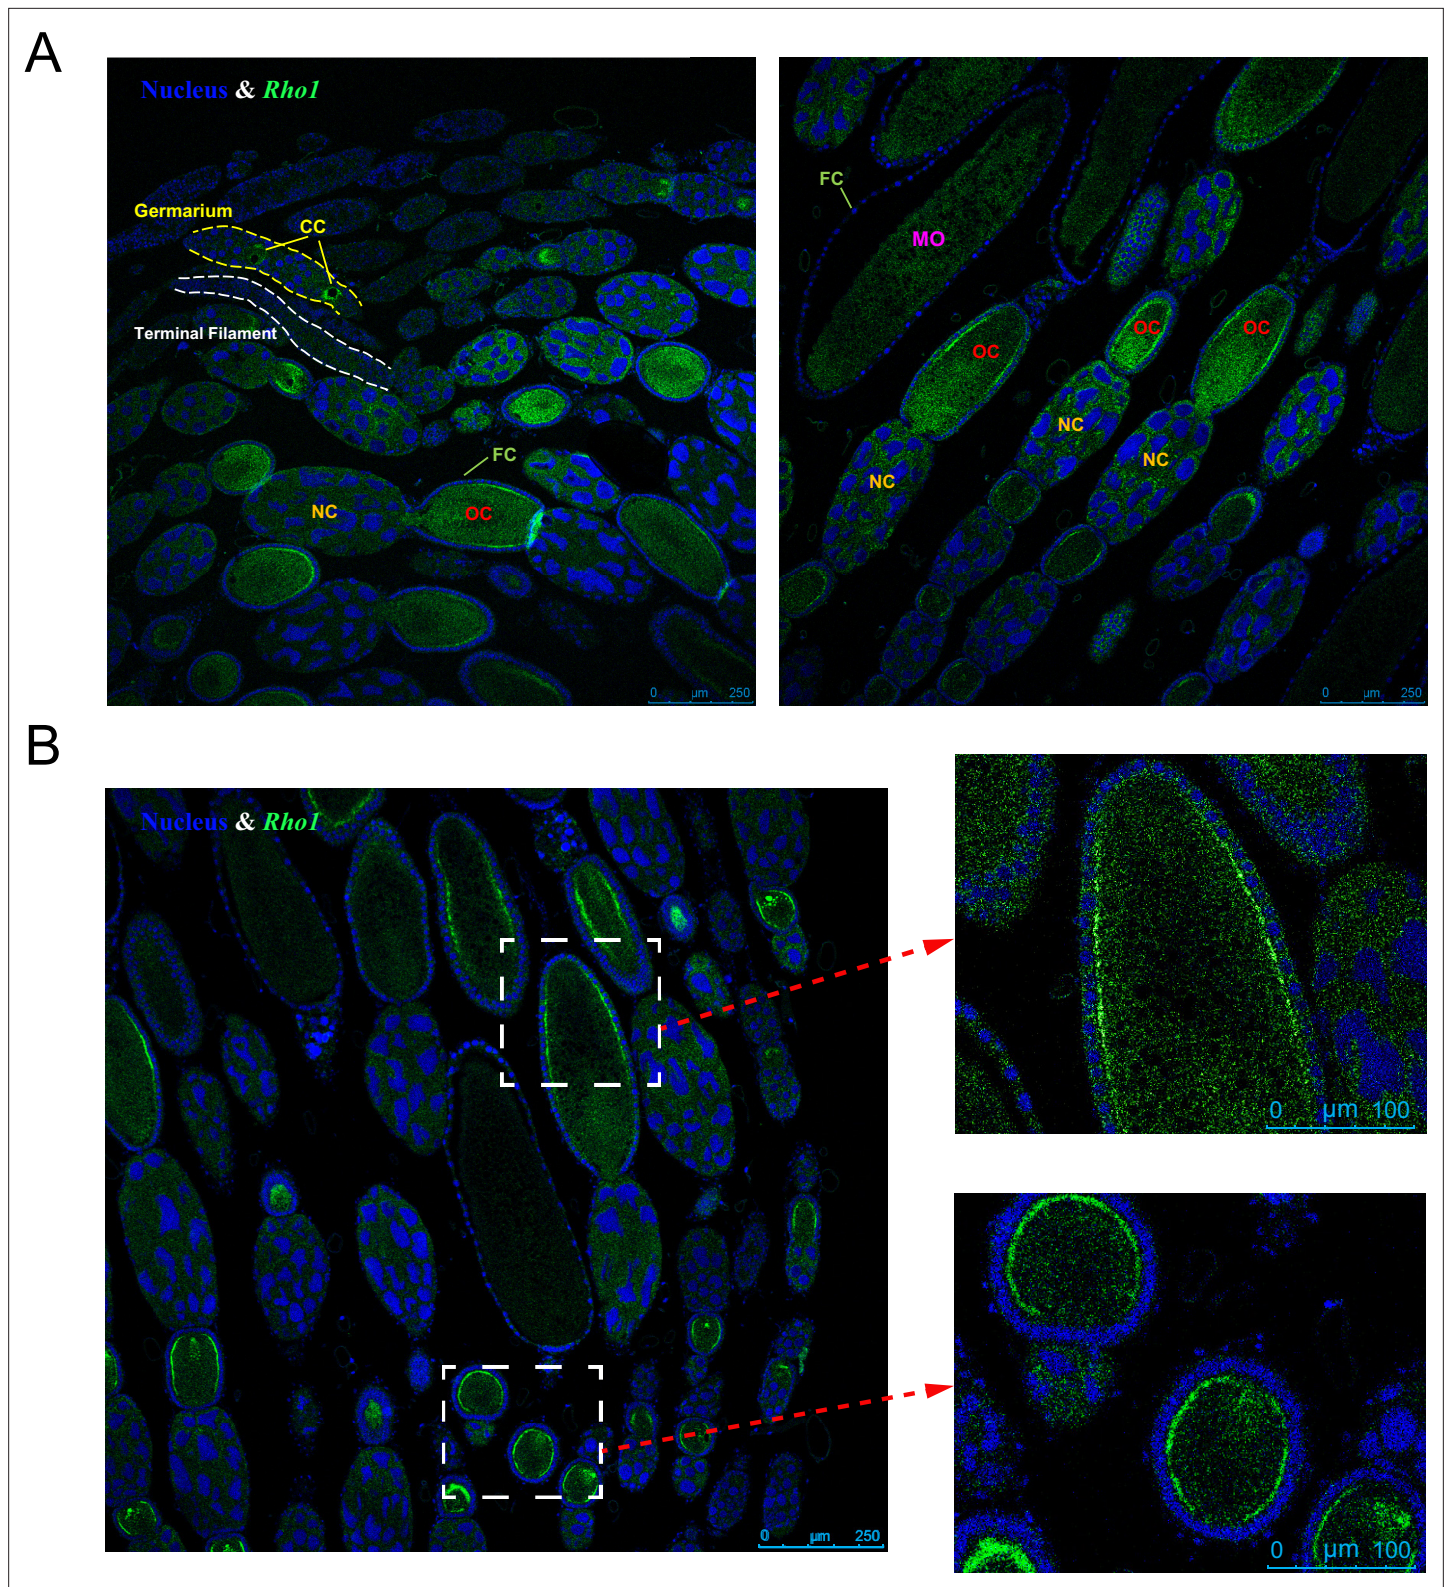 A
Nucleus & Rho1
Germarium
CC
Terminal Filament
FC
NC
OC
0 µm 250
FC
MO
OC
OC
OC
NC
NC
NC
0 µm 250
B
Nucleus & Rho1
0 µm 250
0 µm 100
0 µm 100